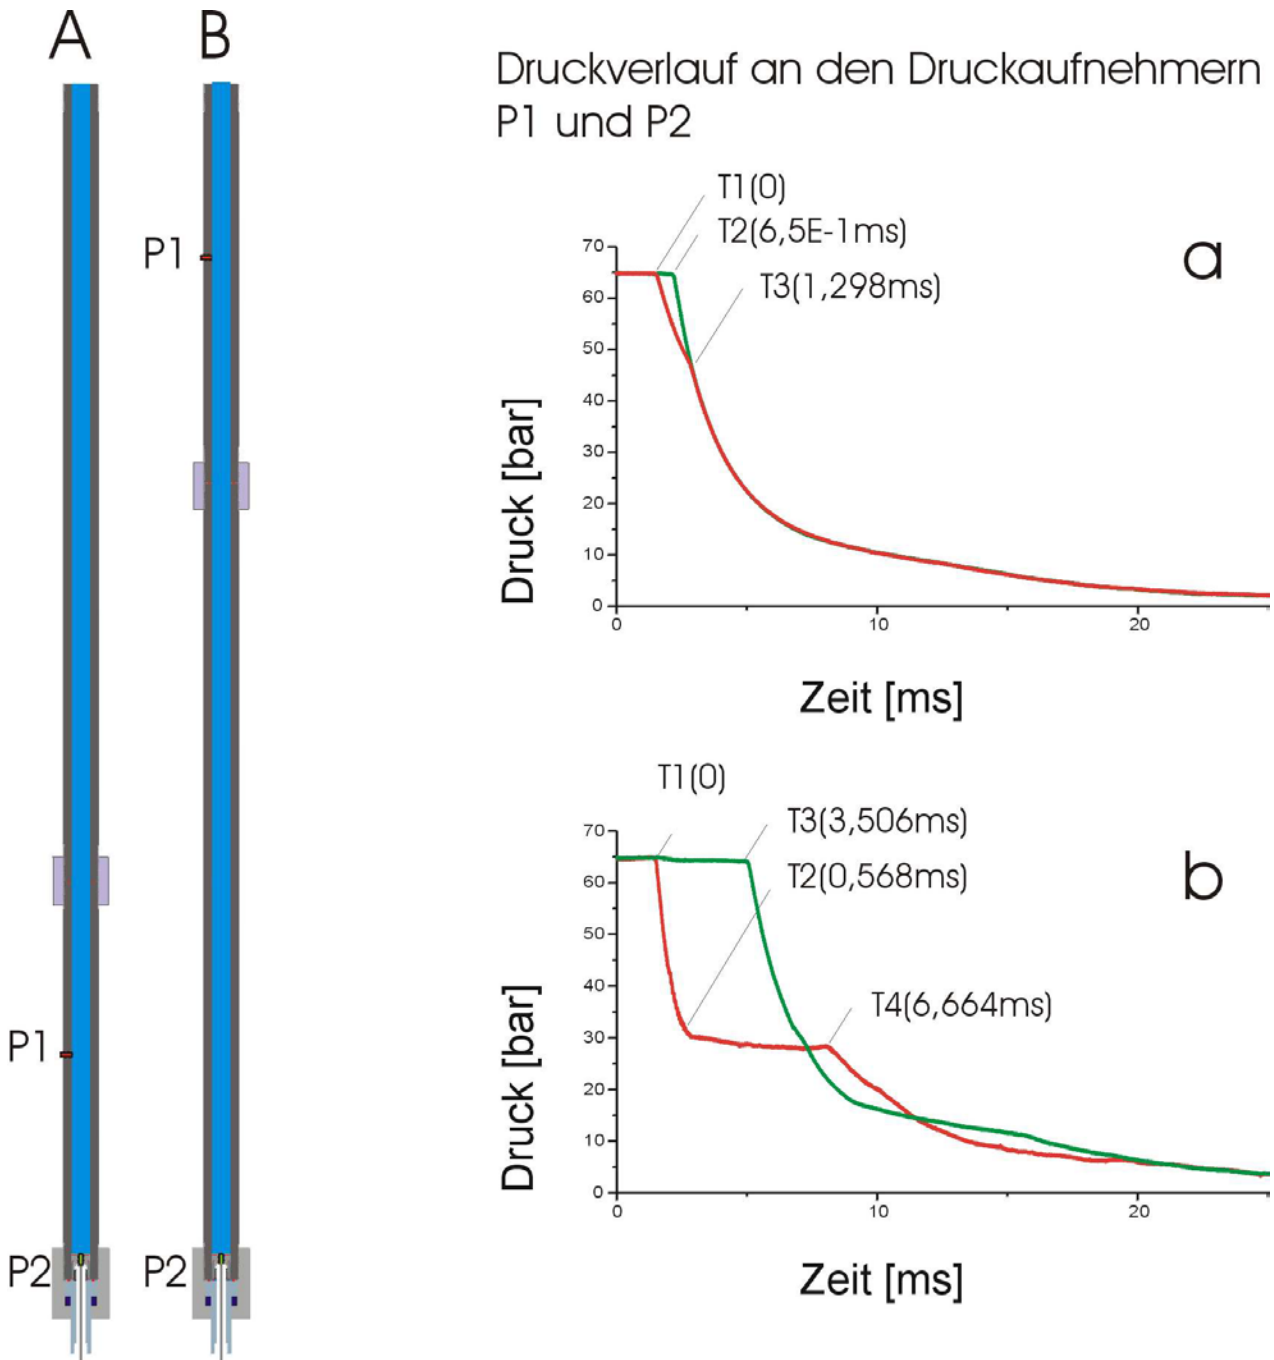 A
B
P1
P1
P2
P2
Druckverlauf an den Druckaufnehmern
P1 und P2
a
T1(0)
T2(6,5E-1ms)
T3(1,298ms)
70
60
50
40
30
20
10
0
0
10
20
Druck [bar]
Zeit [ms]
b
T1(0)
T3(3,506ms)
T2(0,568ms)
T4(6,664ms)
70
60
50
40
30
20
10
0
0
10
20
Druck [bar]
Zeit [ms]